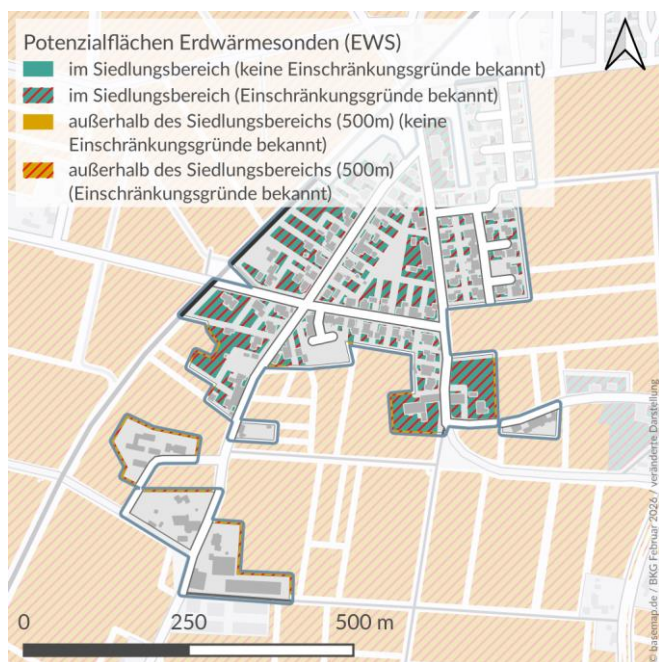 Potenzialflächen Erdwärmesonden (EWS)
im Siedlungsbereich (keine Einschränkungsgründe bekannt)
im Siedlungsbereich (Einschränkungsgründe bekannt)
außerhalb des Siedlungsbereichs (500m) (keine
Einschränkungsgründe bekannt)
außerhalb des Siedlungsbereichs (500m)
(Einschränkungsgründe bekannt)
© basemap.de / BKG Februar 2026 / veränderte Darstellung
0 250 500 m